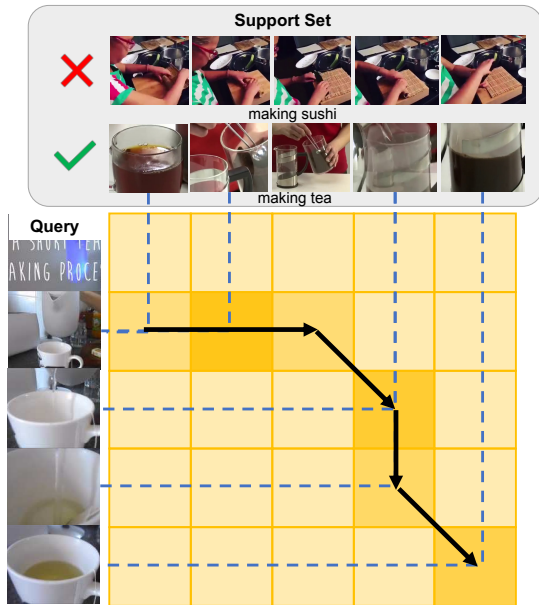 Support Set
making sushi
making tea
Query
A SHORT TEA
AKING PROCE